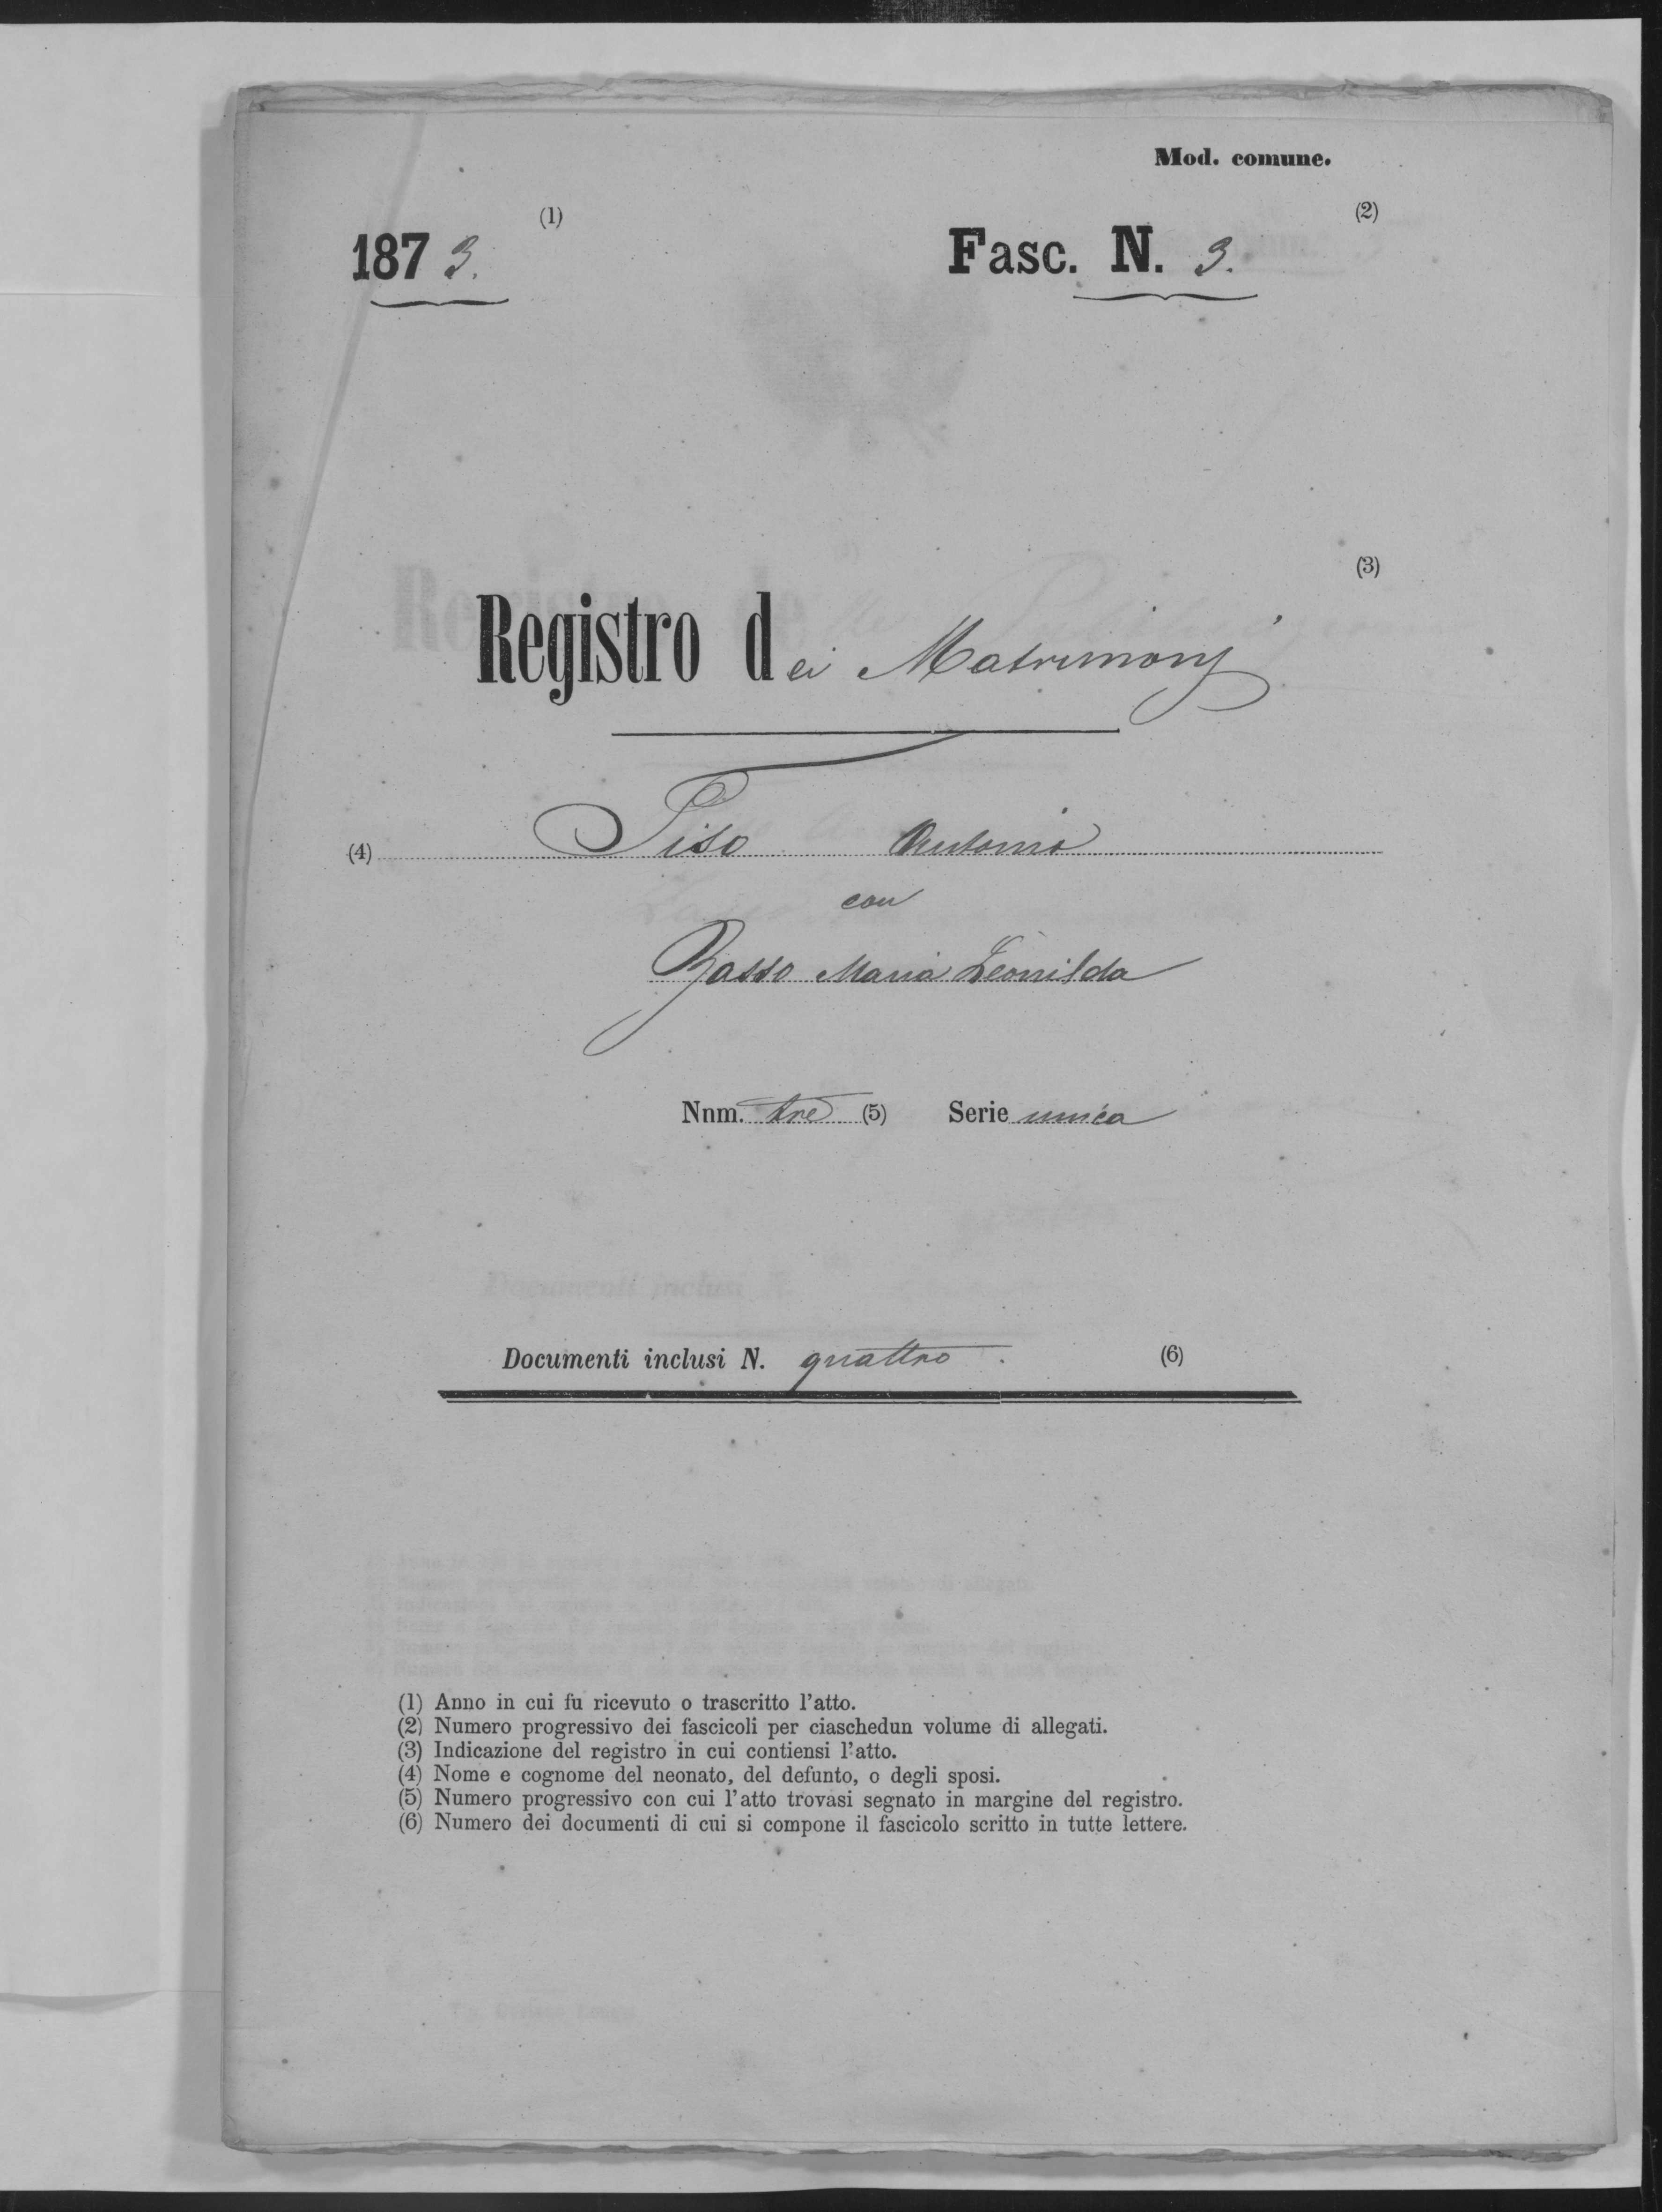 Mod. comune.
(1) (2)
1873. Fasc. N. 3.
(3)
Registro dei Matrimonj
(4) Tiso Antonio
con
Basso Maria Leonilda
Nnm. tre (5) Serie unica
Documenti inclusi N. quattro. (6)
(1) Anno in cui fu ricevuto o trascritto l'atto.
(2) Numero progressivo dei fascicoli per ciaschedun volume di allegati.
(3) Indicazione del registro in cui contiensi l'atto.
(4) Nome e cognome del neonato, del defunto, o degli sposi.
(5) Numero progressivo con cui l'atto trovasi segnato in margine del registro.
(6) Numero dei documenti di cui si compone il fascicolo scritto in tutte lettere.